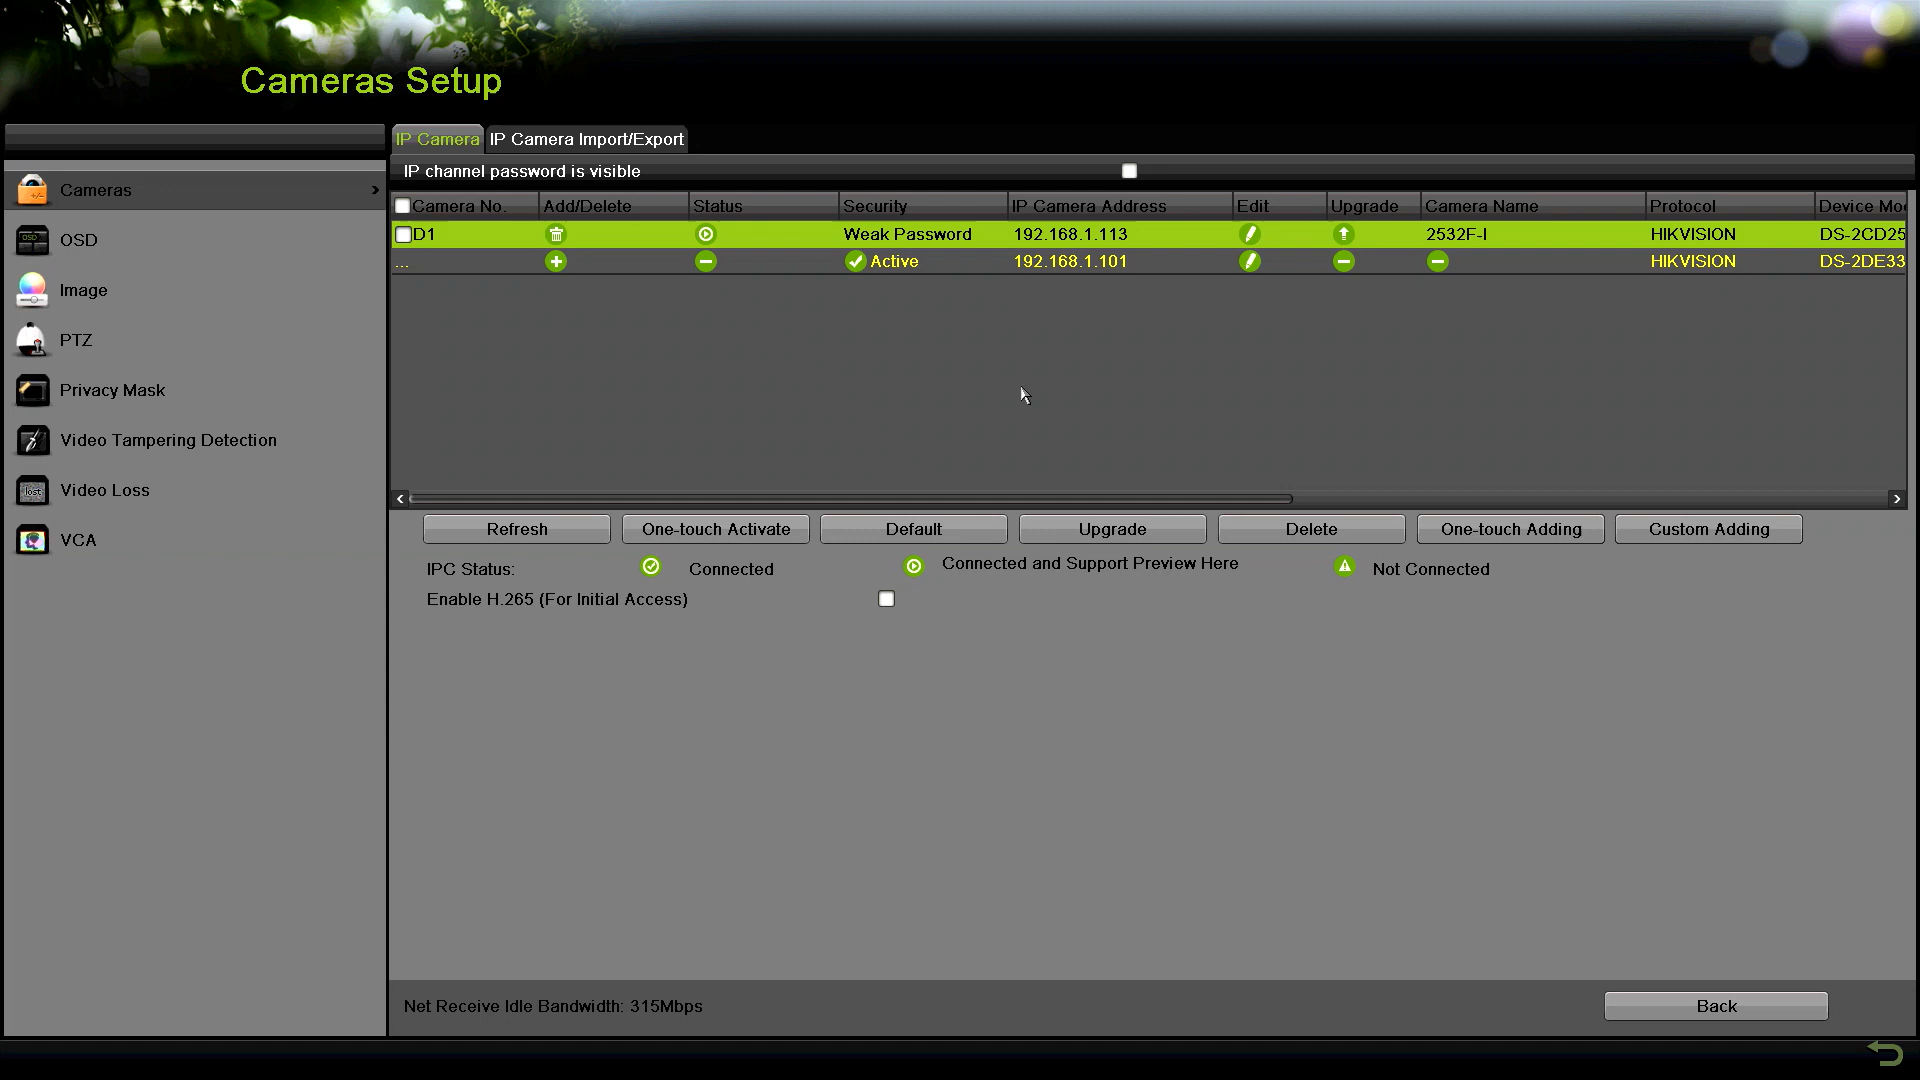 Cameras Setup
IP Camera IP Camera Import/Export
IP channel password is visible
Cameras
OSD
Image
PTZ
Privacy Mask
Video Tampering Detection
Video Loss
VCA
Camera No. Add/Delete Status Security IP Camera Address Edit Upgrade Camera Name Protocol Device Mo
D1 Weak Password 192.168.1.113 2532F-I HIKVISION DS-2CD25
... Active 192.168.1.101 HIKVISION DS-2DE33
Refresh One-touch Activate Default Upgrade Delete One-touch Adding Custom Adding
IPC Status: Connected Connected and Support Preview Here Not Connected
Enable H.265 (For Initial Access)
Net Receive Idle Bandwidth: 315Mbps
Back